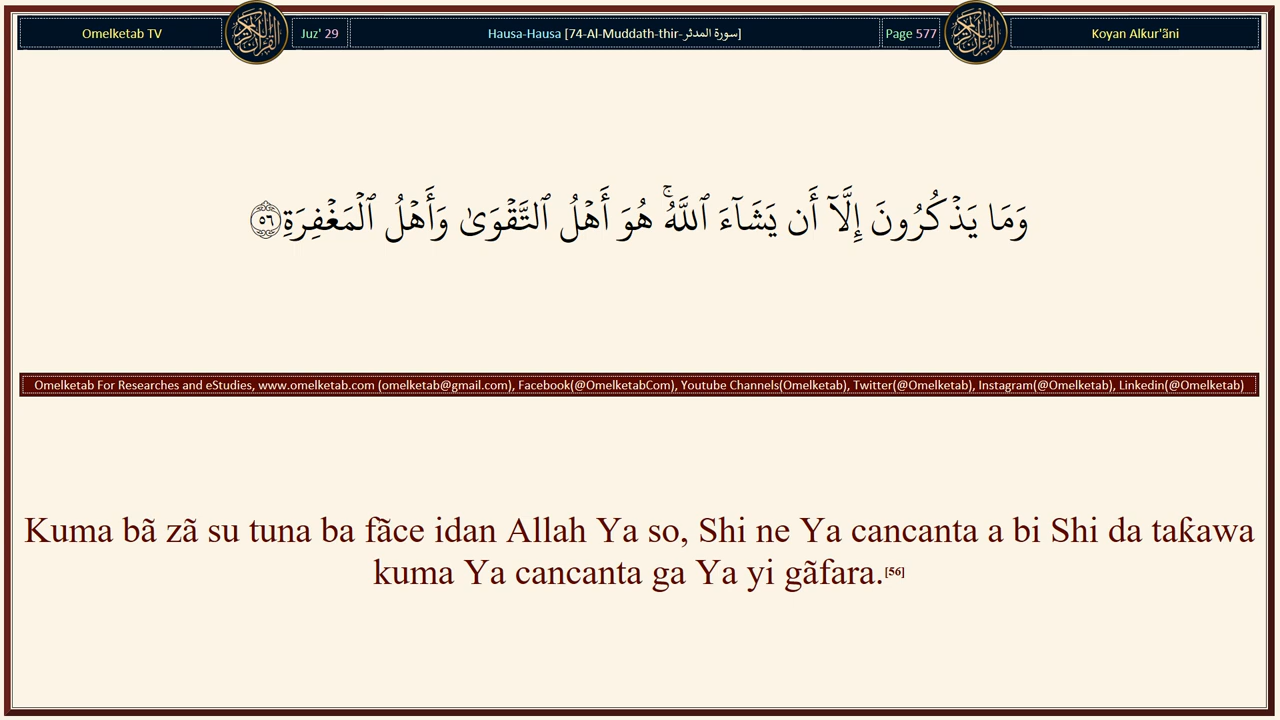 Omelketab TV
Juz' 29
Hausa-Hausa [74-Al-Muddath-thir-سورة المدثر]
Page 577
Koyan Alƙur'ãni
وَمَا يَذۡكُرُونَ إِلَّآ أَن يَشَآءَ ٱللَّهُۚ هُوَ أَهۡلُ ٱلتَّقۡوَىٰ وَأَهۡلُ ٱلۡمَغۡفِرَةِ ٥٦
Omelketab For Researches and eStudies, www.omelketab.com (omelketab@gmail.com), Facebook(@OmelketabCom), Youtube Channels(Omelketab), Twitter(@Omelketab), Instagram(@Omelketab), Linkedin(@Omelketab)
Kuma bã zã su tuna ba fãce idan Allah Ya so, Shi ne Ya cancanta a bi Shi da taƙawa
kuma Ya cancanta ga Ya yi gãfara.[56]